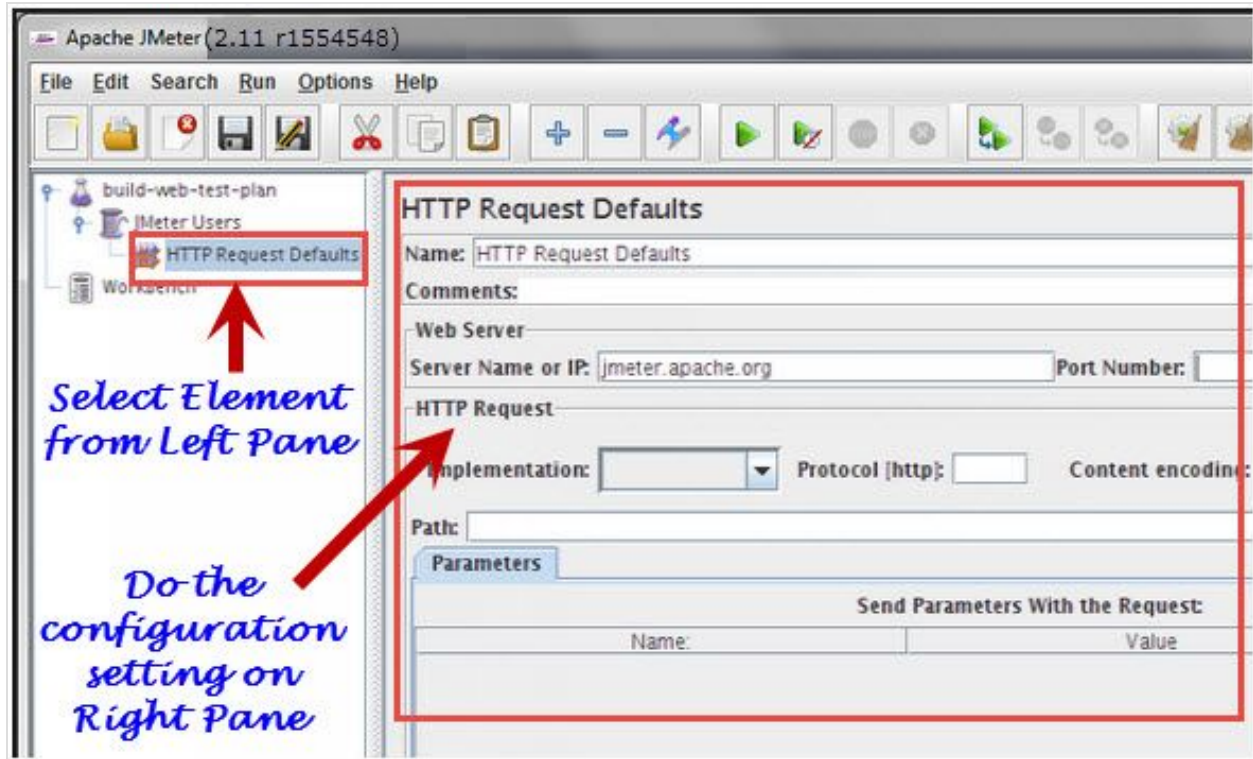 Apache JMeter (2.11 r1554548)
File Edit Search Run Options Help
build-web-test-plan
JMeter Users
HTTP Request Defaults
WorkBench
Select Element
from Left Pane
Do the
configuration
setting on
Right Pane
HTTP Request Defaults
Name: HTTP Request Defaults
Comments:
Web Server
Server Name or IP: jmeter.apache.org Port Number:
HTTP Request
Implementation: Protocol [http]: Content encoding:
Path:
Parameters
Send Parameters With the Request:
Name: Value